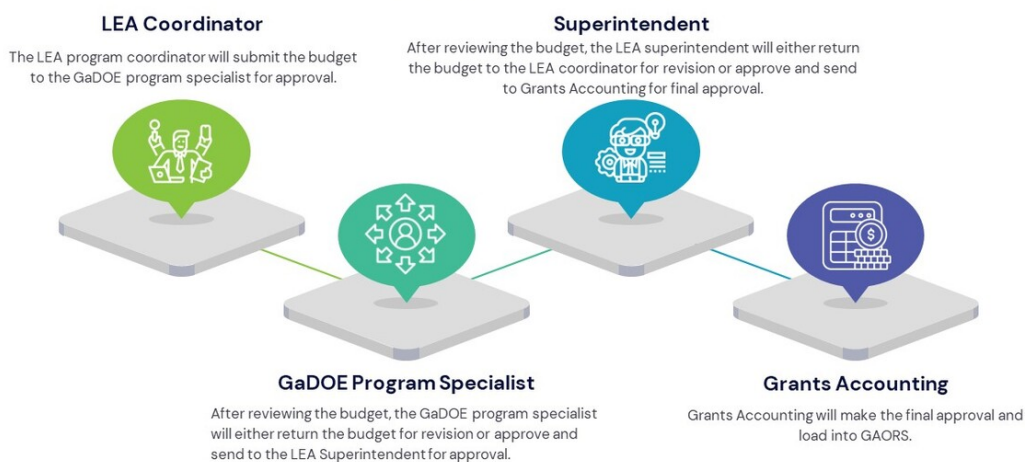 LEA Coordinator
The LEA program coordinator will submit the budget
to the GaDOE program specialist for approval.
Superintendent
After reviewing the budget, the LEA superintendent will either return
the budget to the LEA coordinator for revision or approve and send
to Grants Accounting for final approval.
$
GaDOE Program Specialist
After reviewing the budget, the GaDOE program specialist
will either return the budget for revision or approve and
send to the LEA Superintendent for approval.
Grants Accounting
Grants Accounting will make the final approval and
load into GAORS.